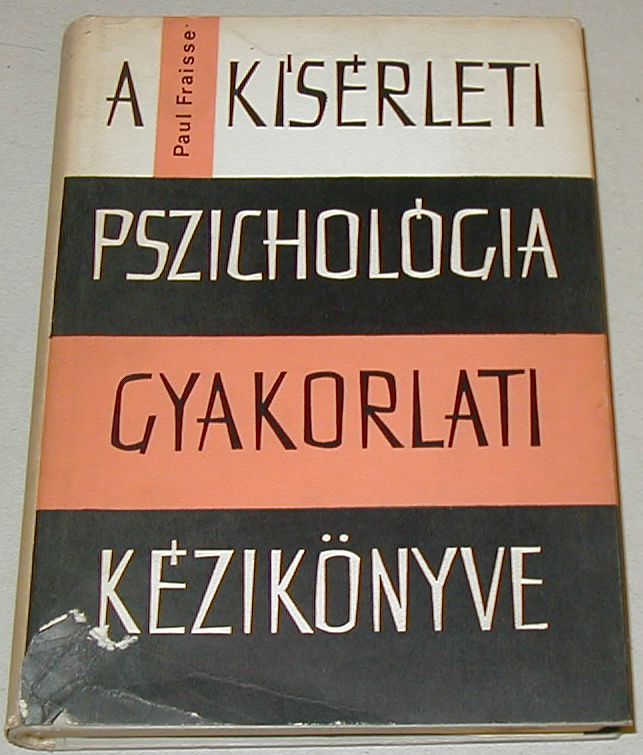 Paul Fraisse
A KÍSÉRLETI
PSZICHOLÓGIA
GYAKORLATI
KÉZIKÖNYVE